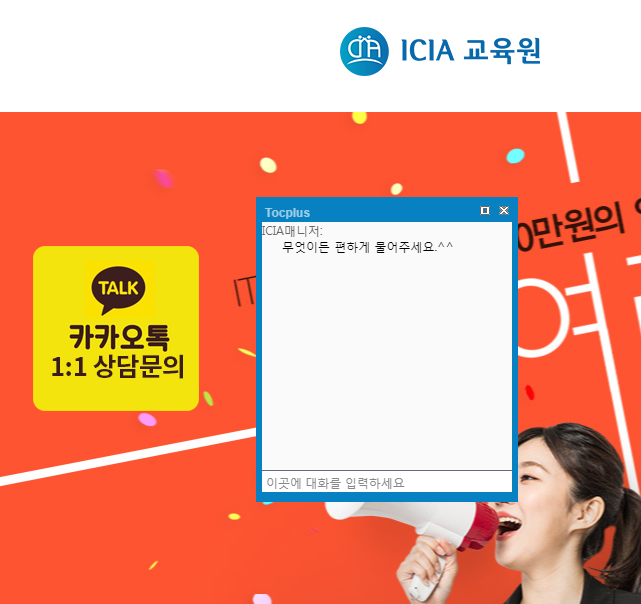 ICIA 교육원
0만원의
Tocplus
ICIA매니저:
무엇이든 편하게 물어주세요.^^
IT
여
TALK
카카오톡
1:1 상담문의
이곳에 대화를 입력하세요